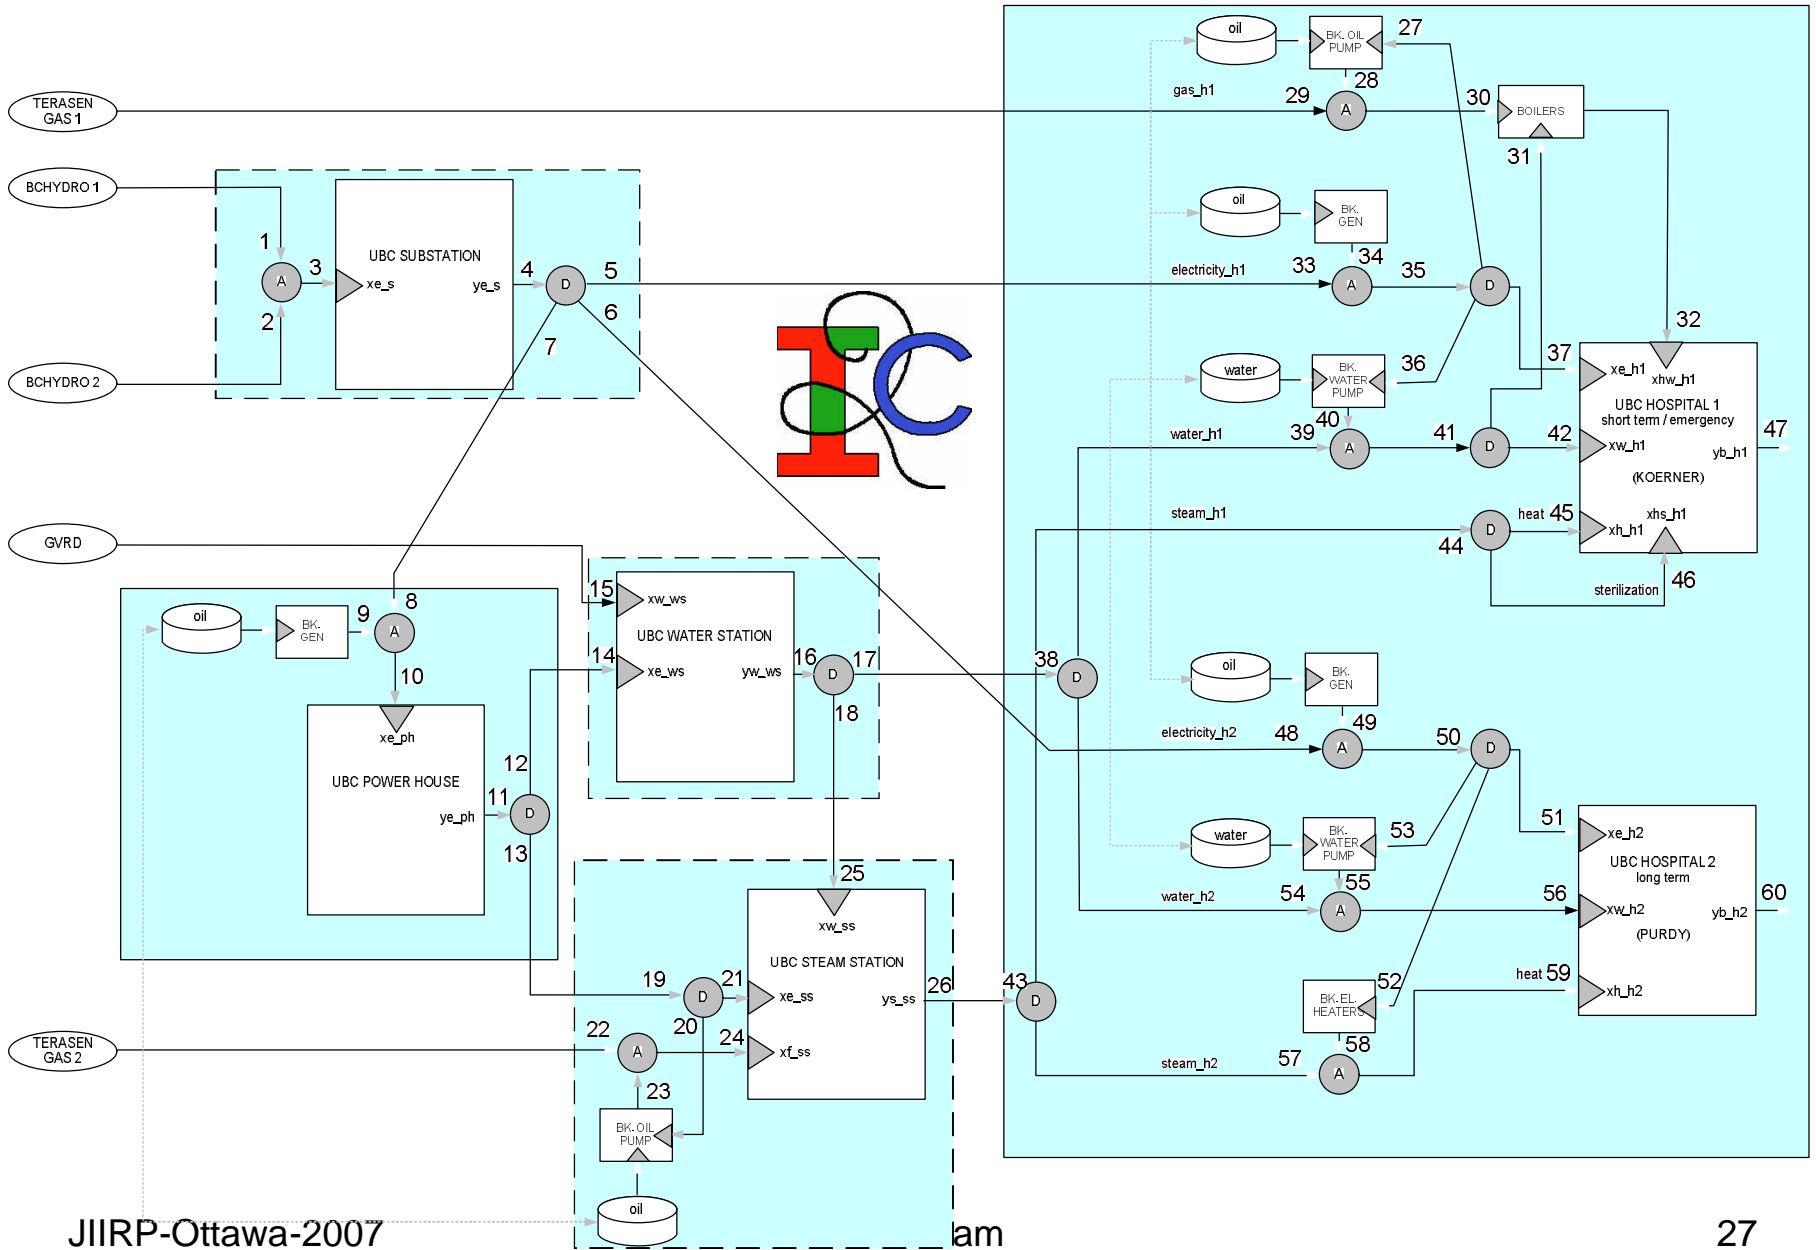 oil
BK. OIL
PUMP
27
28
TERASEN
GAS 1
gas_h1
29
A
30
BOILERS
31
BCHYDRO 1
oil
BK.
GEN
1
UBC SUBSTATION
A
3
xe_s
ye_s
4
D
5
6
7
2
electricity_h1
33
34
A
35
D
32
BCHYDRO 2
water
BK.
WATER
PUMP
36
37
xe_h1
xhw_h1
UBC HOSPITAL 1
short term / emergency
40
water_h1
39
A
41
D
42
xw_h1
yb_h1
47
(KOERNER)
I C
steam_h1
D
44
heat
45
xhs_h1
xh_h1
sterilization
46
GVRD
15
xw_ws
UBC WATER STATION
14
xe_ws
yw_ws
16
D
17
18
38
D
oil
BK.
GEN
9
8
A
10
xe_ph
UBC POWER HOUSE
ye_ph
11
12
D
13
oil
BK.
GEN
49
electricity_h2
48
A
50
D
51
xe_h2
UBC HOSPITAL 2
long term
water
BK.
WATER
PUMP
53
55
water_h2
54
A
56
xw_h2
yb_h2
60
(PURDY)
25
xw_ss
UBC STEAM STATION
19
D
21
xe_ss
ys_ss
26
43
D
20
BK. EL.
HEATERS
52
heat
59
xh_h2
TERASEN
GAS 2
22
A
24
xf_ss
23
58
steam_h2
57
A
BK. OIL
PUMP
oil
JIIRP-Ottawa-2007
am
27